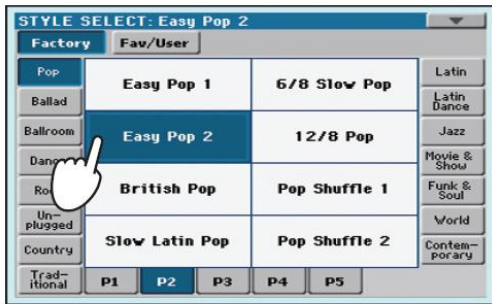 STYLE SELECT: Easy Pop 2
Factory Fav/User
Pop
Easy Pop 1
6/8 Slow Pop
Latin
Ballad
Latin
Dance
Ballroom
Easy Pop 2
12/8 Pop
Jazz
Movie &
Show
British Pop
Pop Shuffle 1
Funk &
Soul
Un-
plugged
World
Country
Slow Latin Pop
Pop Shuffle 2
Contem-
porary
Trad-
itional
P1 P2 P3 P4 P5